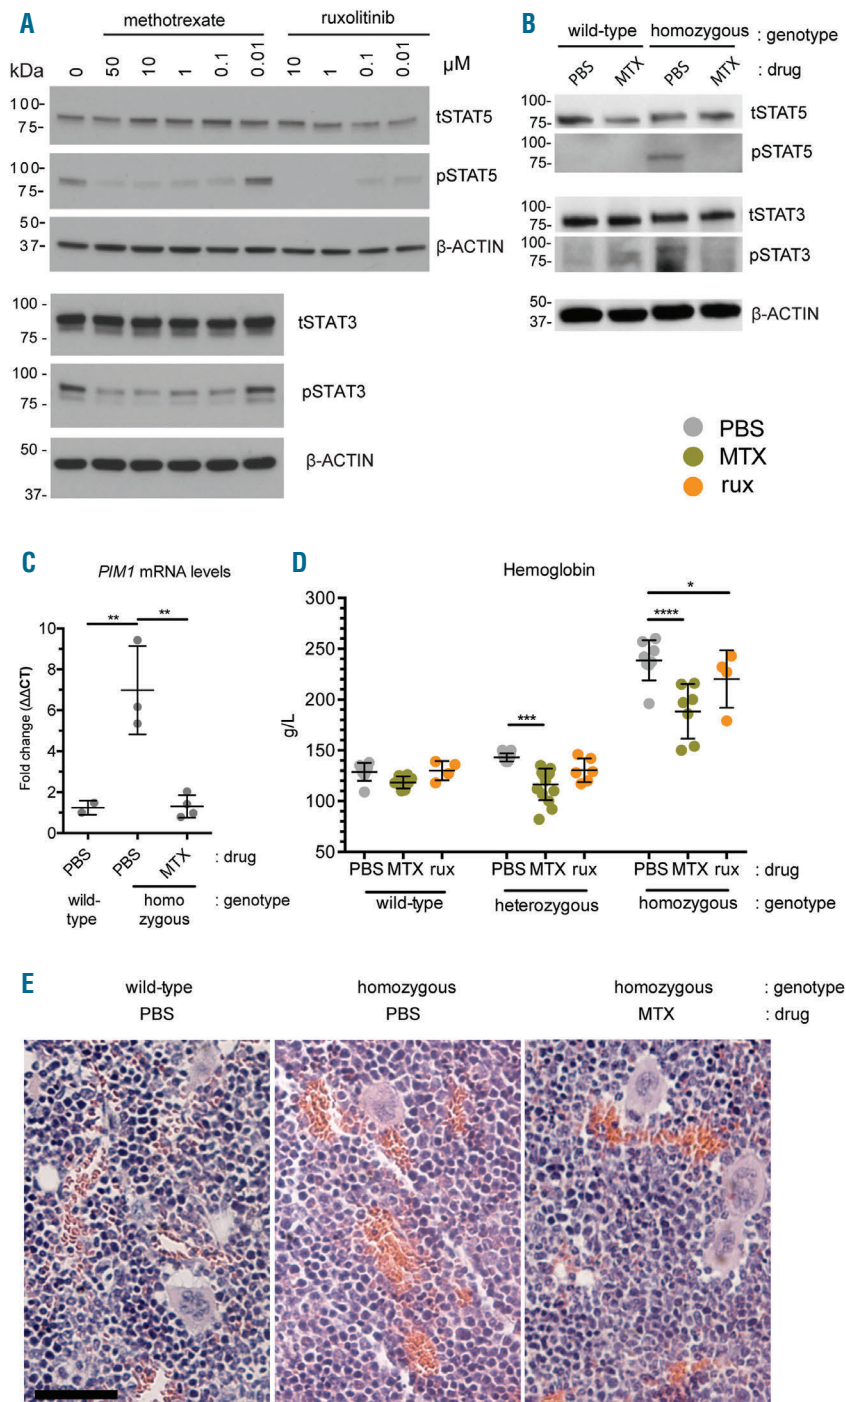 A
methotrexate ruxolitinib
kDa 0 50 10 1 0.1 0.01 10 1 0.1 0.01 µM
100-
75-
tSTAT5
100-
75-
pSTAT5
50-
37-
β-ACTIN
100 -
75 -
tSTAT3
100 -
75 -
pSTAT3
50 -
37-
β-ACTIN
B
wild-type homozygous : genotype
PBS MTX PBS MTX : drug
100-
75-
tSTAT5
100-
75-
pSTAT5
100-
75-
tSTAT3
100-
75-
pSTAT3
50-
37-
β-ACTIN
PBS
MTX
rux
C
PIM1 mRNA levels
** **
Fold change (ΔΔCT)
10
8
6
4
2
0
PBS PBS MTX : drug
wild-type homo zygous : genotype
D
Hemoglobin
*
****
***
g/L
300
250
200
150
100
50
PBS MTX rux PBS MTX rux PBS MTX rux : drug
wild-type heterozygous homozygous : genotype
E
wild-type homozygous homozygous : genotype
PBS PBS MTX : drug